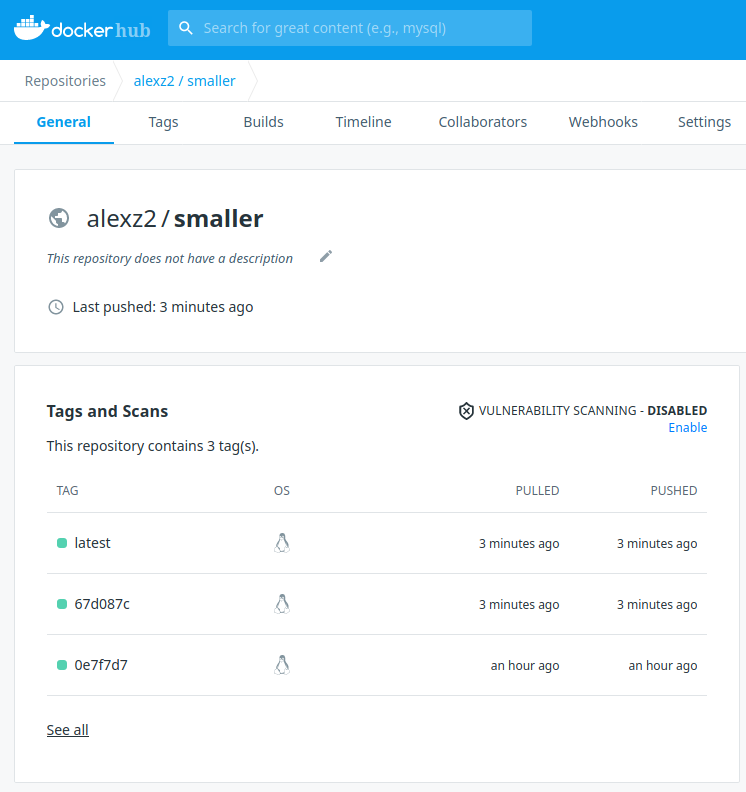 docker hub Search for great content (e.g., mysql)
Repositories alexz2 / smaller
General Tags Builds Timeline Collaborators Webhooks Settings
alexz2 / smaller
This repository does not have a description
Last pushed: 3 minutes ago
Tags and Scans VULNERABILITY SCANNING - DISABLED
Enable
This repository contains 3 tag(s).
TAG OS PULLED PUSHED
latest 3 minutes ago 3 minutes ago
67d087c 3 minutes ago 3 minutes ago
0e7f7d7 an hour ago an hour ago
See all